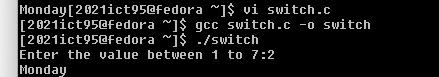 Monday[2021ict95@fedora ~]$ vi switch.c
[2021ict95@fedora ~]$ gcc switch.c -o switch
[2021ict95@fedora ~]$ ./switch
Enter the value between 1 to 7:2
Monday